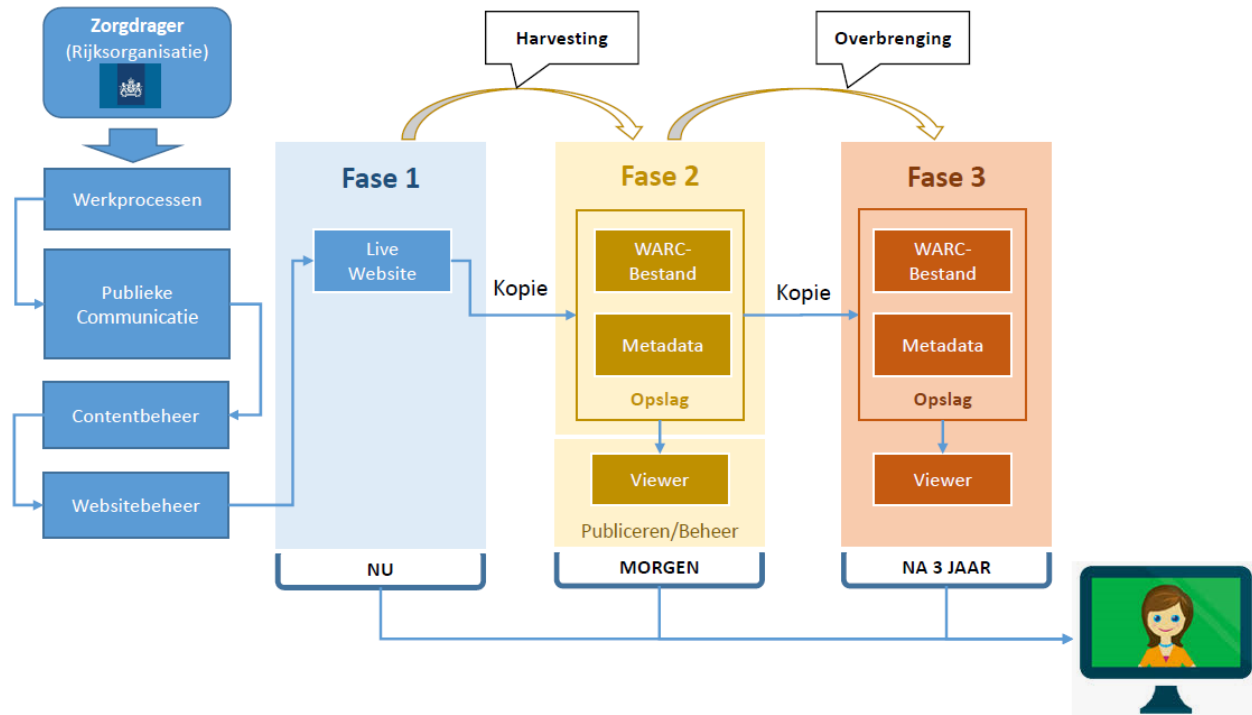 Zorgdrager
(Rijksorganisatie)
Werkprocessen
Publieke
Communicatie
Contentbeheer
Websitebeheer
Harvesting
Overbrenging
Fase 1
Live
Website
NU
Kopie
Fase 2
WARC-
Bestand
Metadata
Opslag
Viewer
Publiceren/Beheer
MORGEN
Kopie
Fase 3
WARC-
Bestand
Metadata
Opslag
Viewer
NA 3 JAAR